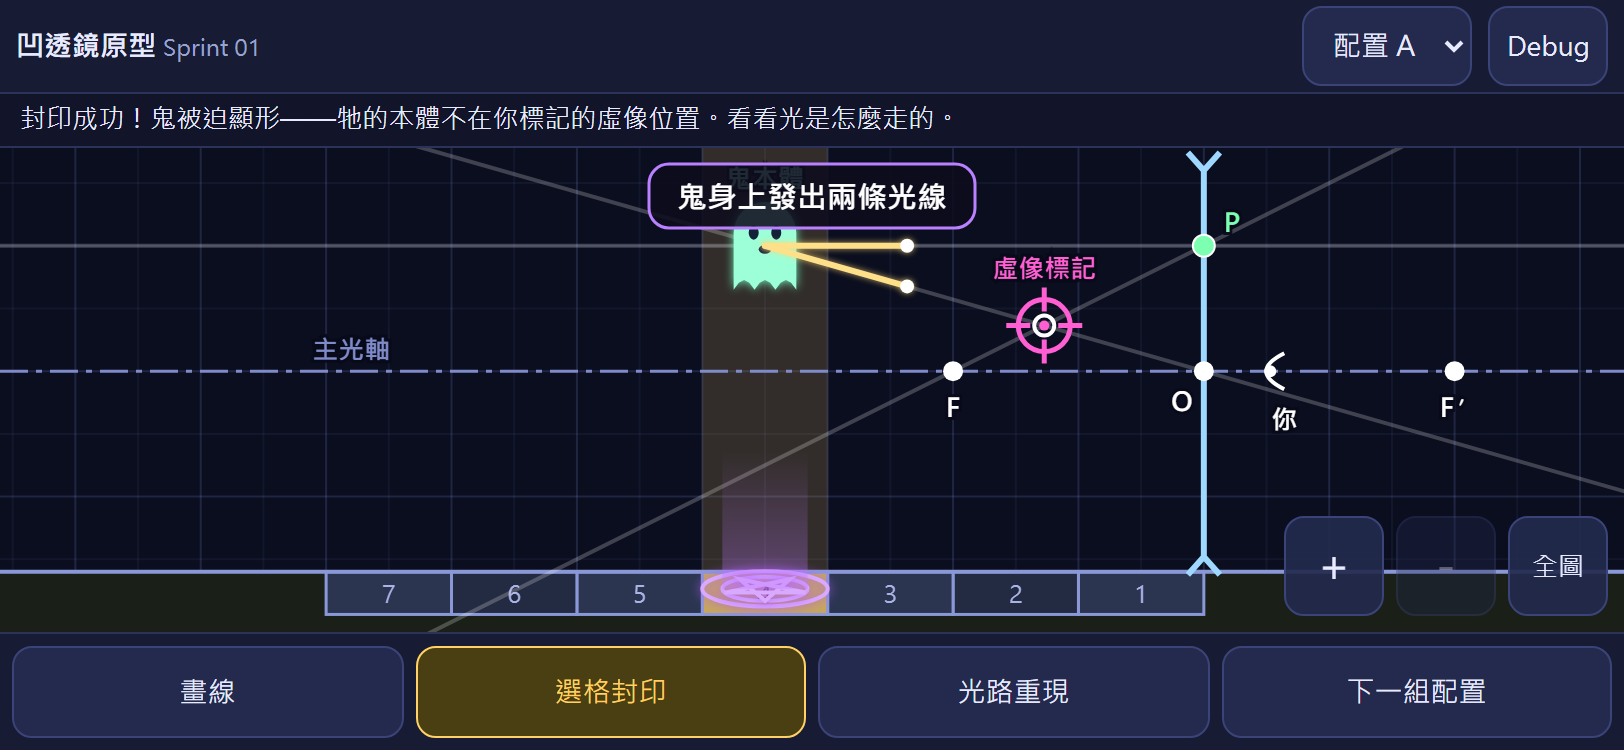 凹透鏡原型 Sprint 01
配置 A
Debug
封印成功！鬼被迫顯形——牠的本體不在你標記的虛像位置。看看光是怎麼走的。
鬼本體
鬼身上發出兩條光線
P
虛像標記
主光軸
F
O
你
F′
+
-
全圖
7
6
5
3
2
1
畫線
選格封印
光路重現
下一組配置